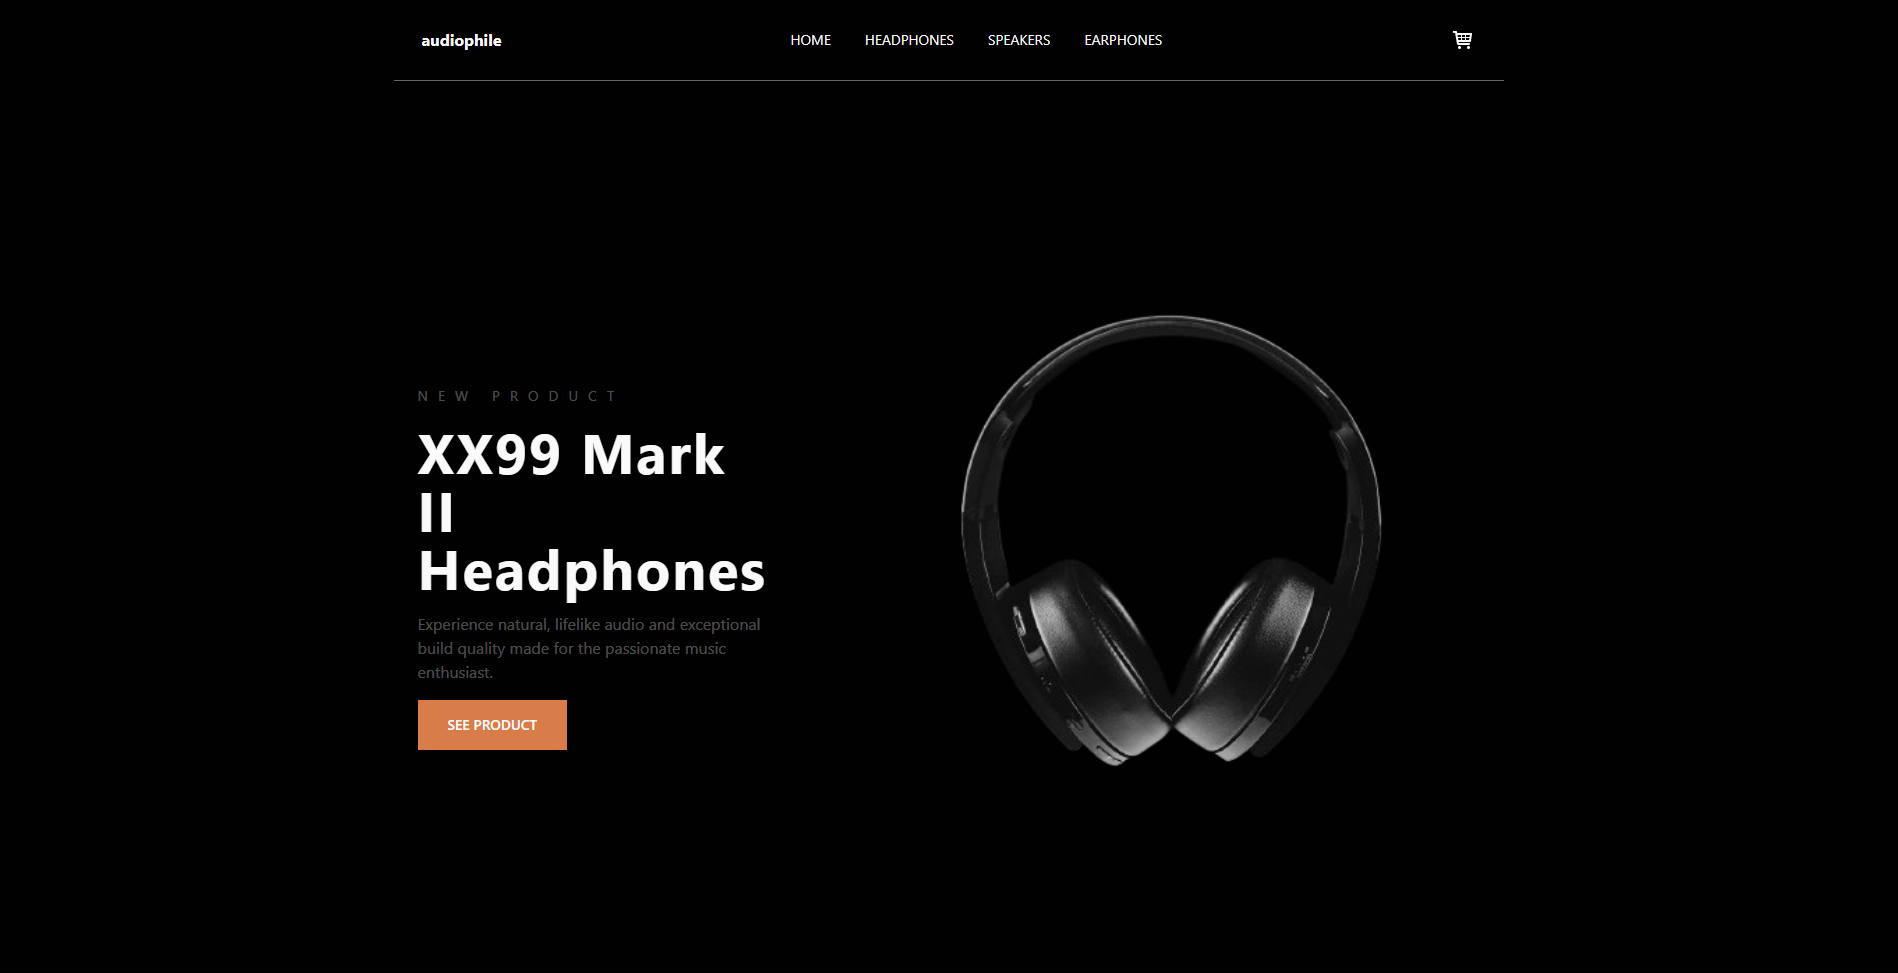 audiophile
HOME HEADPHONES SPEAKERS EARPHONES
NEW PRODUCT
XX99 Mark
II
Headphones
Experience natural, lifelike audio and exceptional
build quality made for the passionate music
enthusiast.
SEE PRODUCT